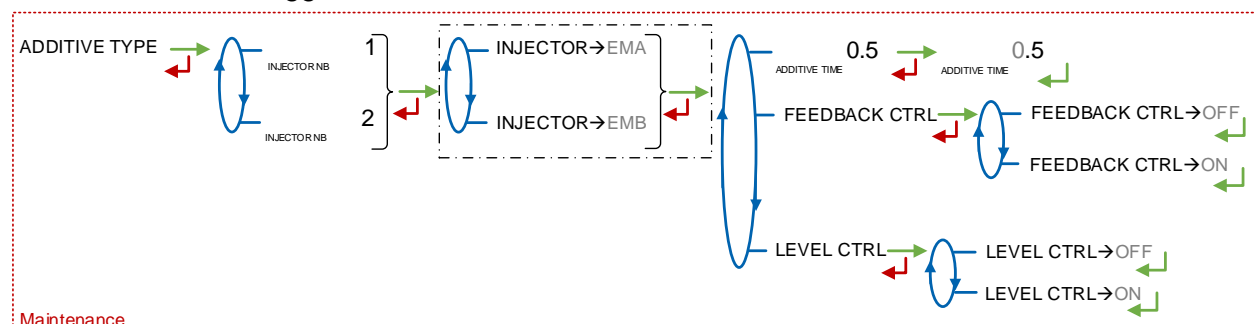 gg
ADDITIVE TYPE
INJECTOR NB 1
INJECTOR NB 2
INJECTOR→EMA
INJECTOR→EMB
ADDITIVE TIME 0.5
ADDITIVE TIME 0.5
FEEDBACK CTRL
FEEDBACK CTRL→OFF
FEEDBACK CTRL→ON
LEVEL CTRL
LEVEL CTRL→OFF
LEVEL CTRL→ON
Maintenance